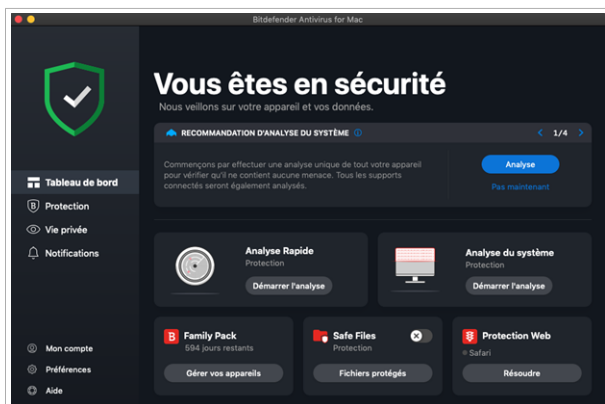 Bitdefender Antivirus for Mac
Vous êtes en sécurité
Nous veillons sur votre appareil et vos données.
RECOMMANDATION D'ANALYSE DU SYSTÈME
1/4
Commençons par effectuer une analyse unique de tout votre appareil
pour vérifier qu'il ne contient aucune menace. Tous les supports
connectés seront également analysés.
Analyse
Pas maintenant
Tableau de bord
Protection
Vie privée
Notifications
Analyse Rapide
Protection
Démarrer l'analyse
Analyse du système
Protection
Démarrer l'analyse
B Family Pack
594 jours restants
Gérer vos appareils
Safe Files
Protection
Fichiers protégés
Protection Web
Safari
Résoudre
Mon compte
Préférences
Aide